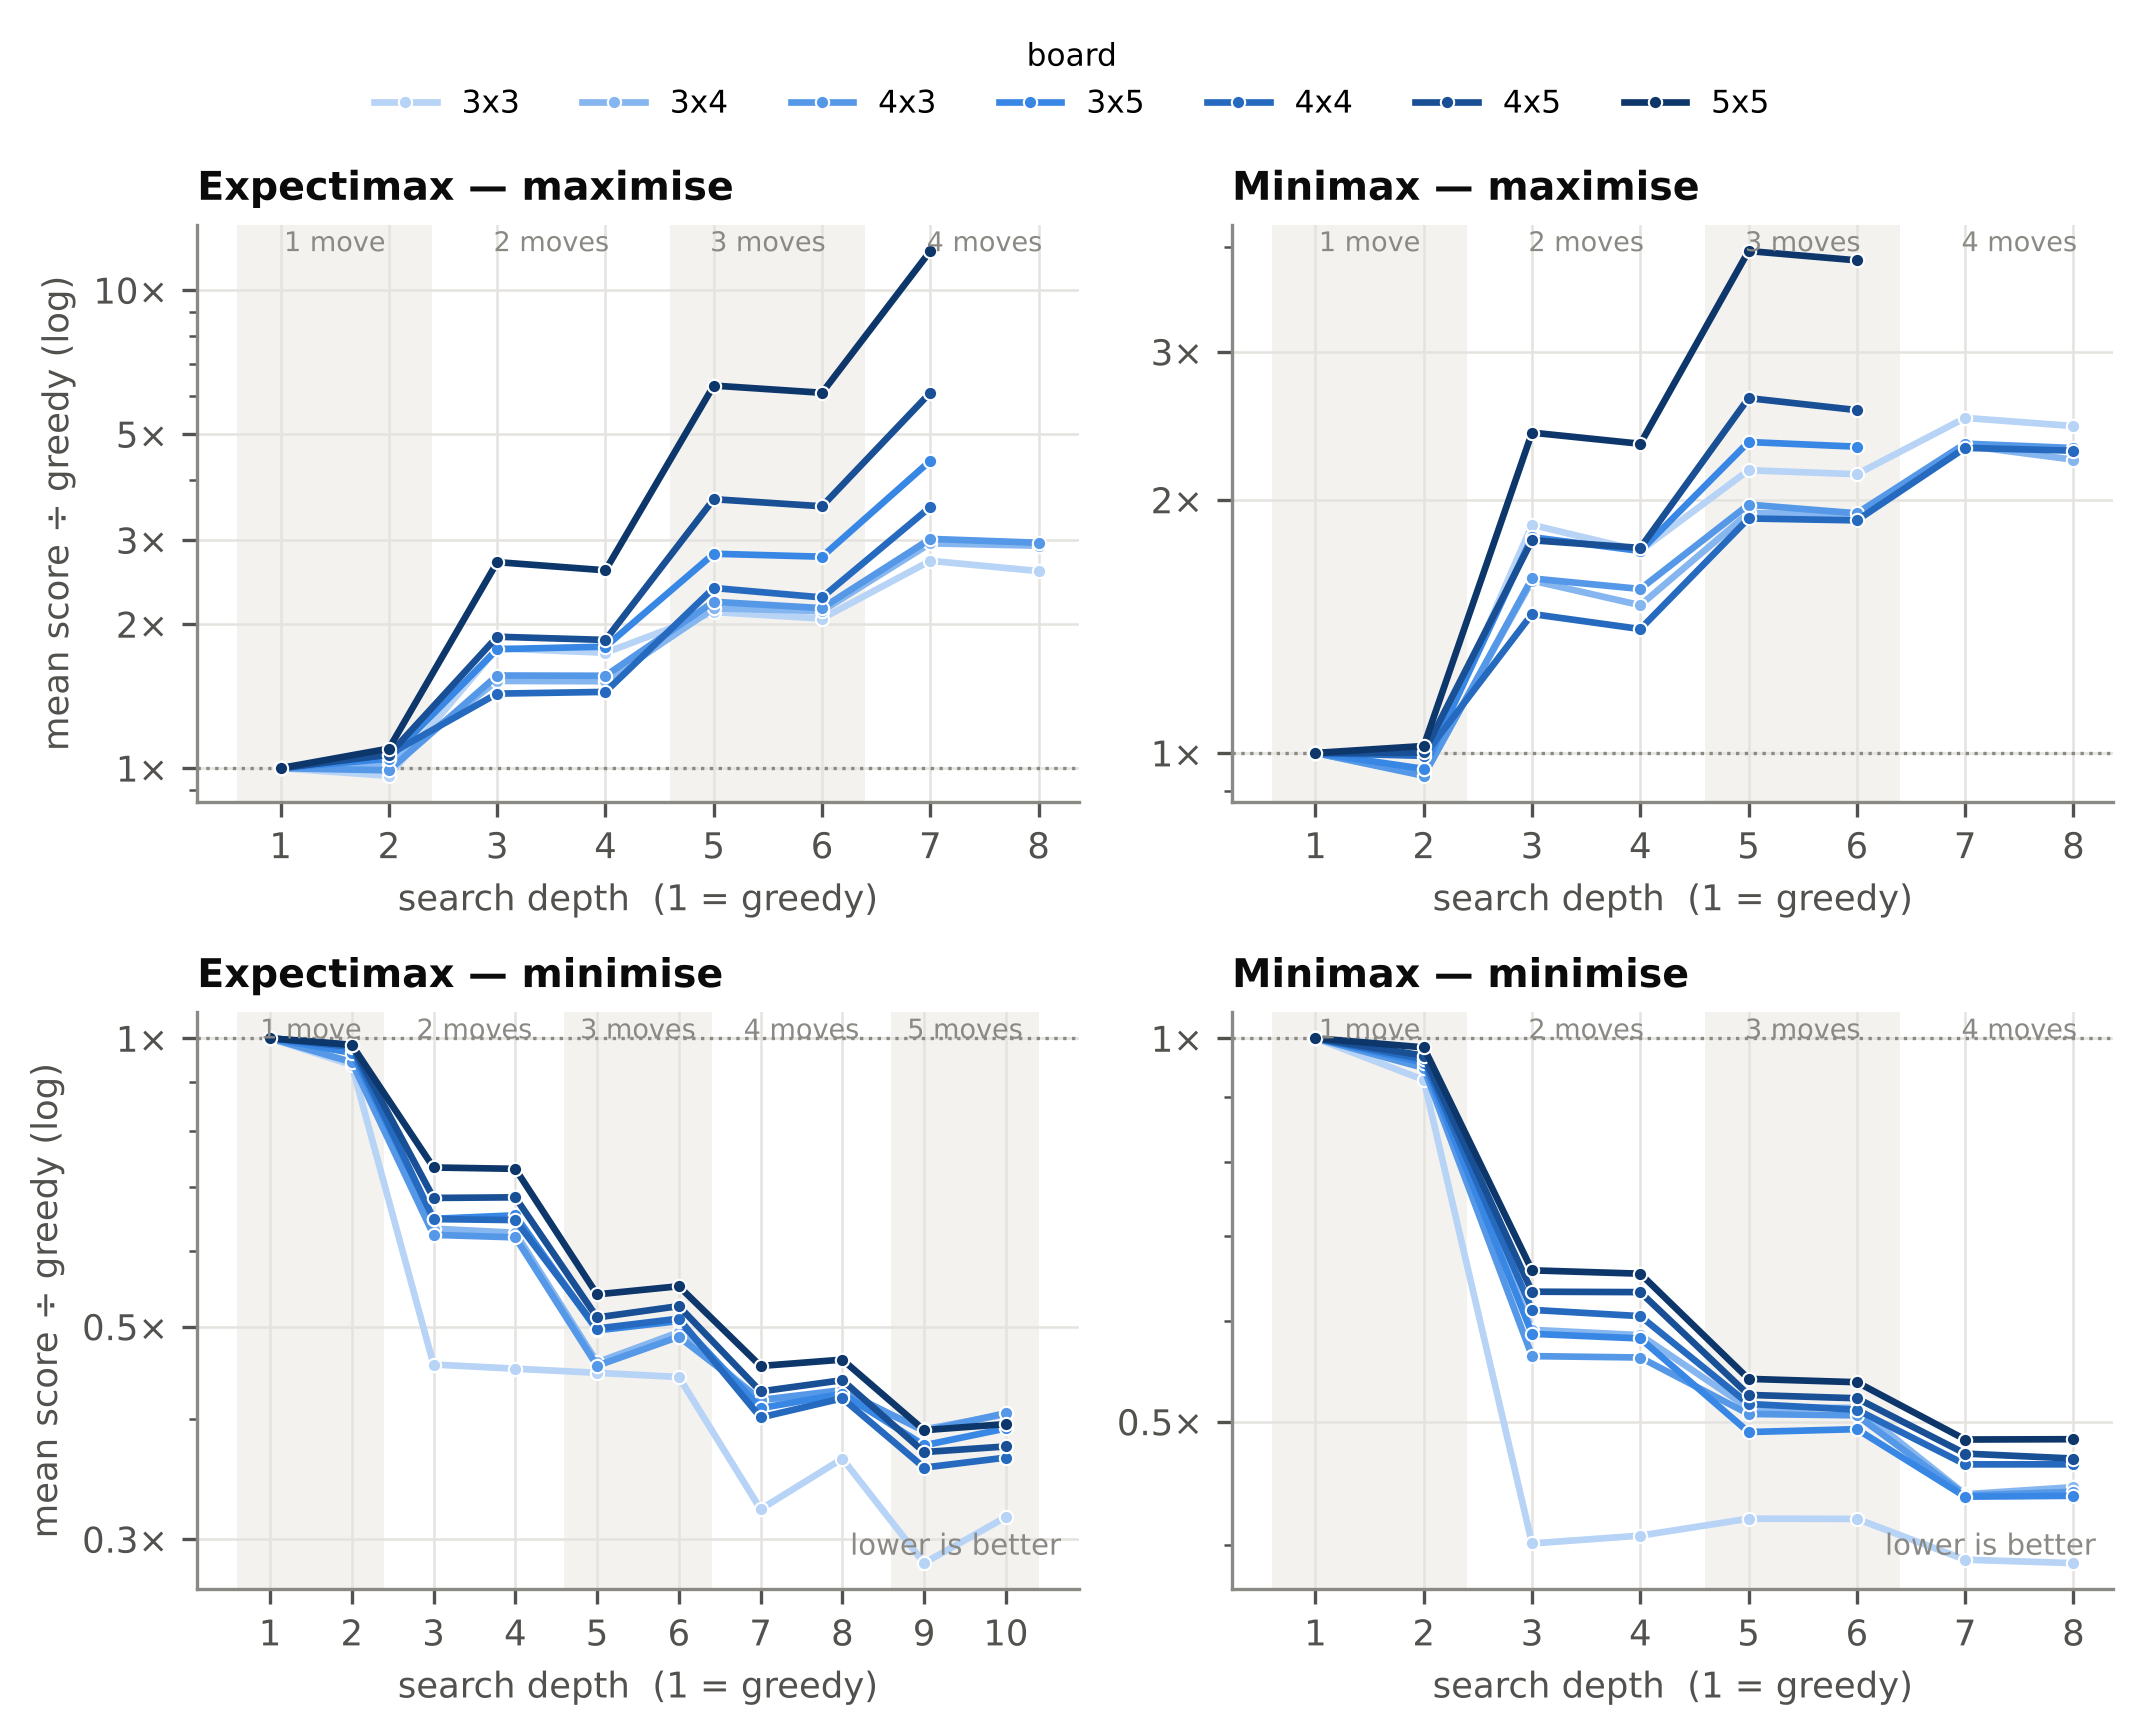 board
3x3 3x4 4x3 3x5 4x4 4x5 5x5
Expectimax — maximise
1 move 2 moves 3 moves 4 moves
mean score ÷ greedy (log)
10×
5×
3×
2×
1×
1 2 3 4 5 6 7 8
search depth (1 = greedy)
Minimax — maximise
1 move 2 moves 3 moves 4 moves
3×
2×
1×
1 2 3 4 5 6 7 8
search depth (1 = greedy)
Expectimax — minimise
1 move 2 moves 3 moves 4 moves 5 moves
mean score ÷ greedy (log)
1×
0.5×
0.3×
lower is better
1 2 3 4 5 6 7 8 9 10
search depth (1 = greedy)
Minimax — minimise
1 move 2 moves 3 moves 4 moves
1×
0.5×
lower is better
1 2 3 4 5 6 7 8
search depth (1 = greedy)